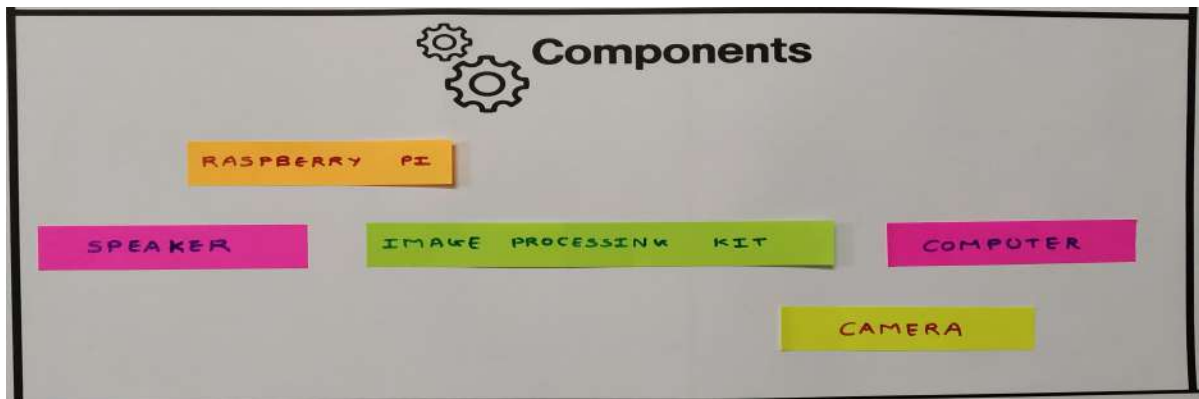 Components
RASPBERRY PI
SPEAKER
IMAGE PROCESSING KIT
COMPUTER
CAMERA